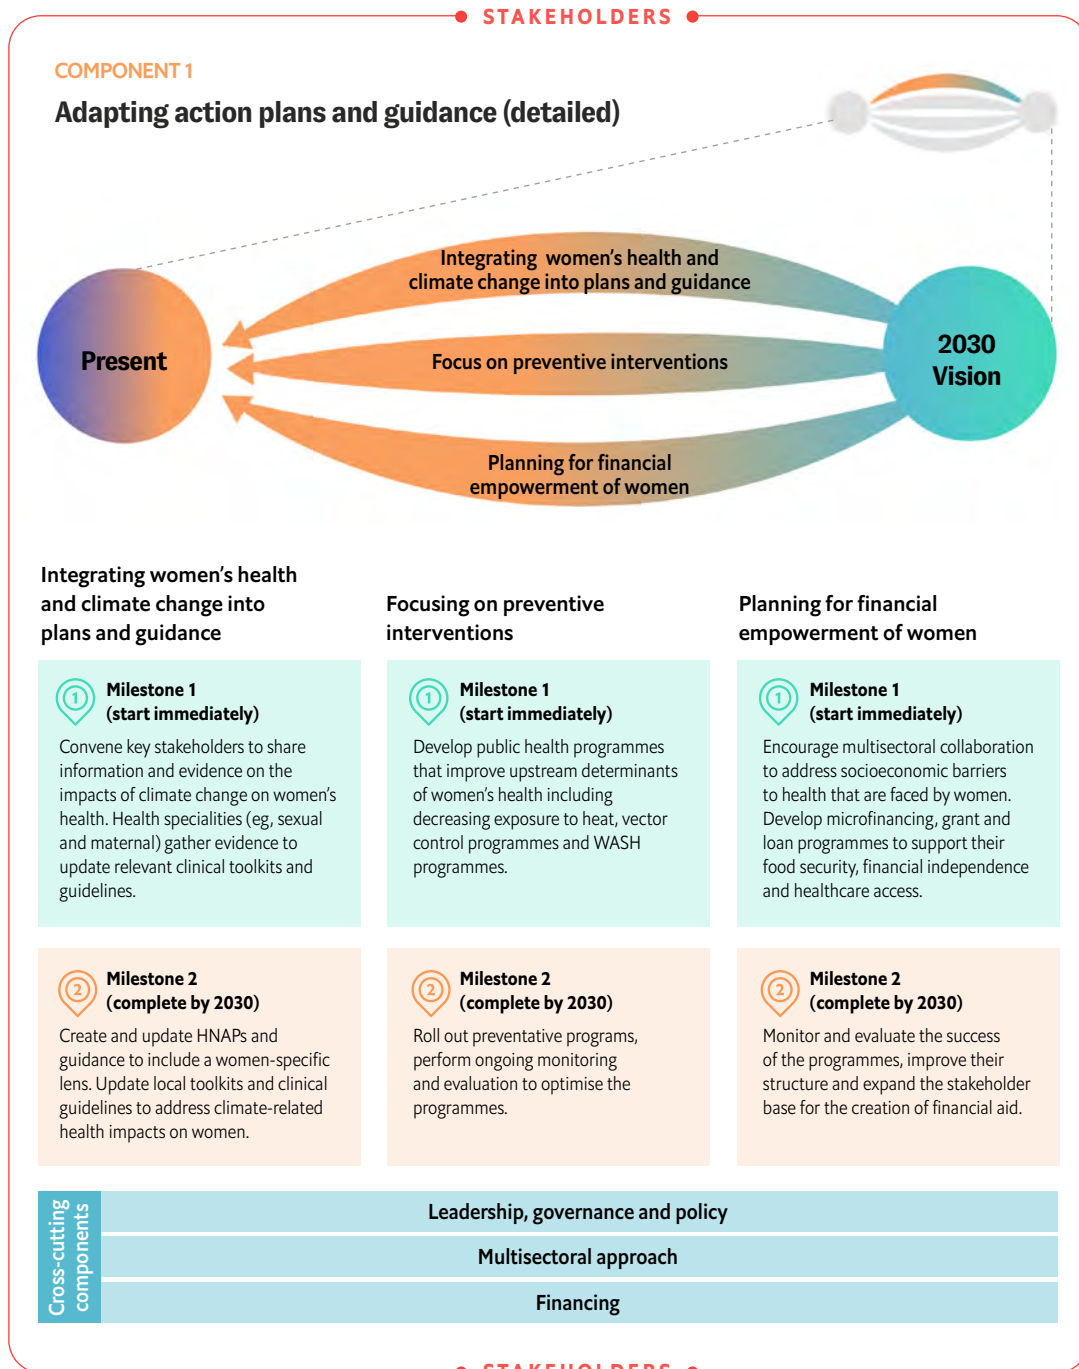 STAKEHOLDERS
COMPONENT 1
Adapting action plans and guidance (detailed)
Integrating women's health and
climate change into plans and guidance
Present
Focus on preventive interventions
2030
Vision
Planning for financial
empowerment of women
Integrating women's health
and climate change into
plans and guidance
Milestone 1
(start immediately)
1
Convene key stakeholders to share
information and evidence on the
impacts of climate change on women's
health. Health specialities (eg, sexual
and maternal) gather evidence to
update relevant clinical toolkits and
guidelines.
Milestone 2
(complete by 2030)
2
Create and update HNAPs and
guidance to include a women-specific
lens. Update local toolkits and clinical
guidelines to address climate-related
health impacts on women.
Focusing on preventive
interventions
Milestone 1
(start immediately)
1
Develop public health programmes
that improve upstream determinants
of women's health including
decreasing exposure to heat, vector
control programmes and WASH
programmes.
Milestone 2
(complete by 2030)
2
Roll out preventative programs,
perform ongoing monitoring
and evaluation to optimise the
programmes.
Planning for financial
empowerment of women
Milestone 1
(start immediately)
1
Encourage multisectoral collaboration
to address socioeconomic barriers
to health that are faced by women.
Develop microfinancing, grant and
loan programmes to support their
food security, financial independence
and healthcare access.
Milestone 2
(complete by 2030)
2
Monitor and evaluate the success
of the programmes, improve their
structure and expand the stakeholder
base for the creation of financial aid.
Cross-cutting
components
Leadership, governance and policy
Multisectoral approach
Financing
STAKEHOLDERS